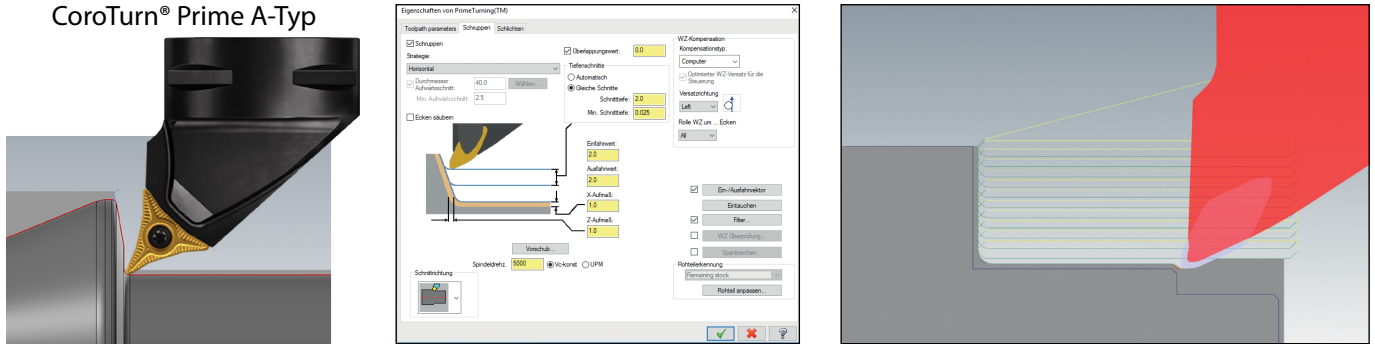 CoroTurn® Prime A-Typ
Eigenschaften von PrimeTurning(TM)
Toolpath parameters Schruppen Schlichten
Schruppen
Strategie:
Horizontal
Durchmesser Aufwärtsschnitt: 40.0 Wählen...
Min. Aufwärtsschnitt 2.5
Ecken säubern
Überlappungswert: 0.0
Tiefenschnitte
Automatisch
Gleiche Schritte
Schnitttiefe: 2.0
Min. Schnitttiefe: 0.025
Einfahrwert:
2.0
Ausfahrwert:
2.0
X-Aufmaß:
1.0
Z-Aufmaß:
1.0
Vorschub...
Spindeldrehz. 5000 Vc-konst UPM
Schnittrichtung
WZ-Kompensation
Kompensationstyp:
Computer
Optimierter WZ-Versatz für die
Steuerung
Versatzrichtung
Left
Rolle WZ um ... Ecken
All
Ein-/Ausfahrvektor
Eintauchen
Filter...
WZ Überprüfung...
Spanbrechen...
Rohteilerkennung
Remaining stock
Rohteil anpassen...